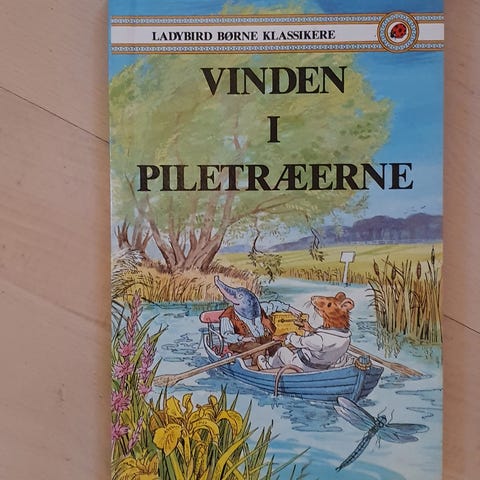 LADYBIRD BØRNE KLASSIKERE
VINDEN
I
PILETRÆERNE